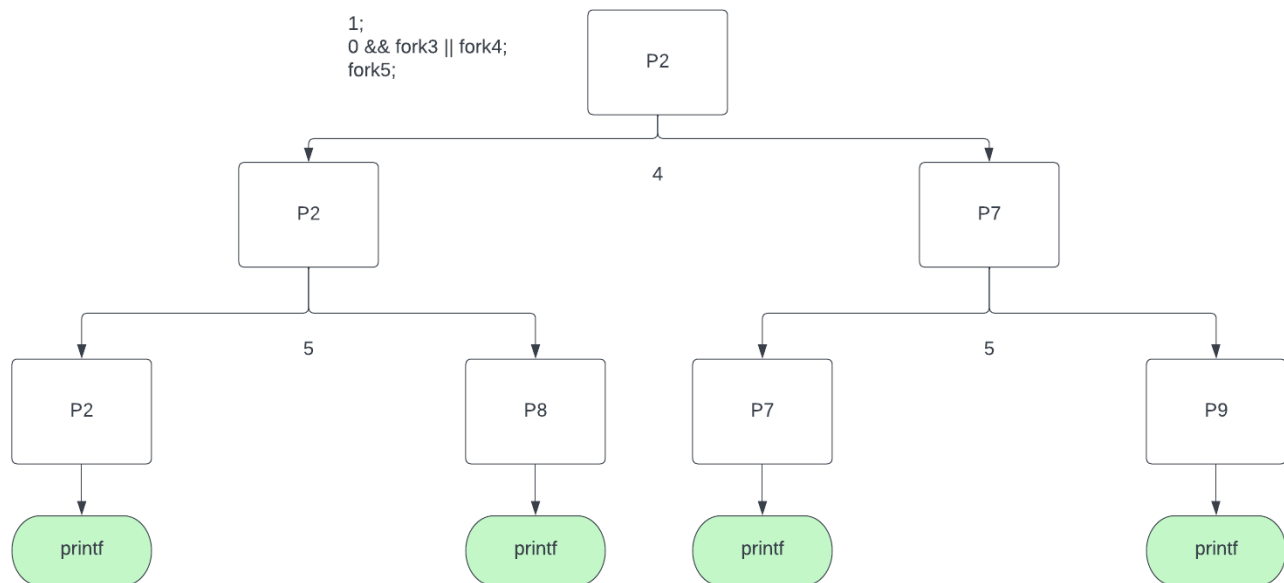 1;
0 && fork3 || fork4;
fork5;
P2
4
P2
P7
5
5
P2
P8
P7
P9
printf
printf
printf
printf